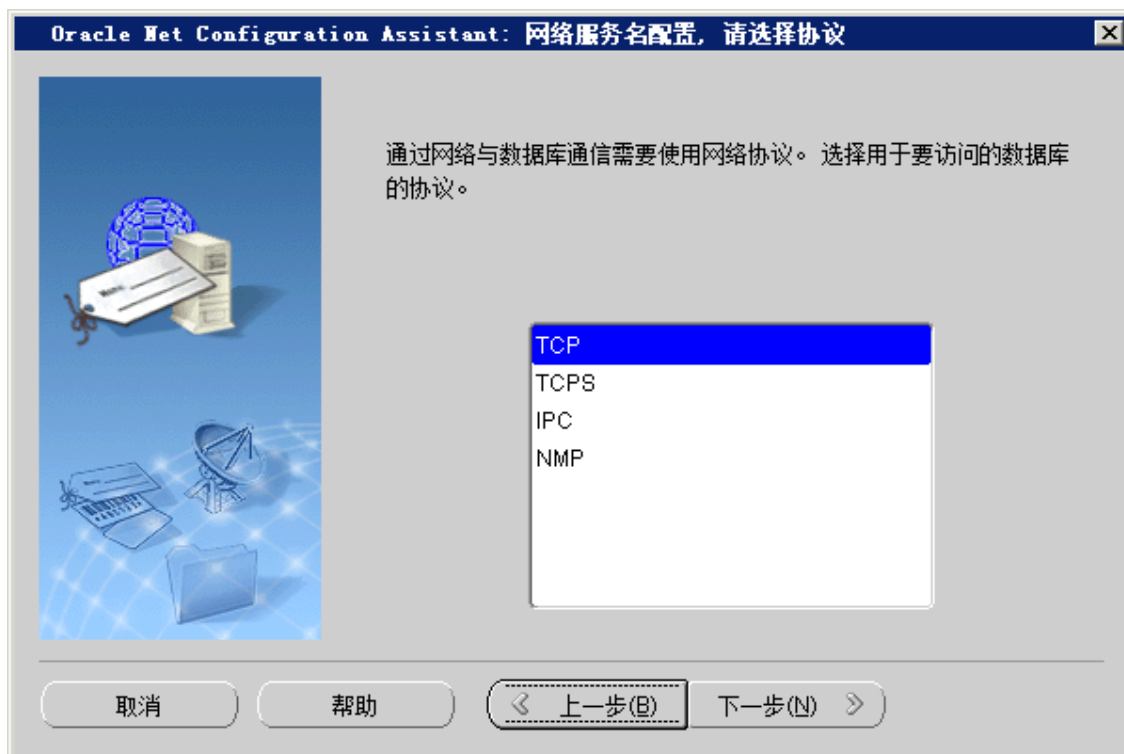 Oracle Net Configuration Assistant: 网络服务名配置, 请选择协议
通过网络与数据库通信需要使用网络协议。 选择用于要访问的数据库
的协议。
TCP
TCPS
IPC
NMP
取消 帮助 上一步(B) 下一步(N)